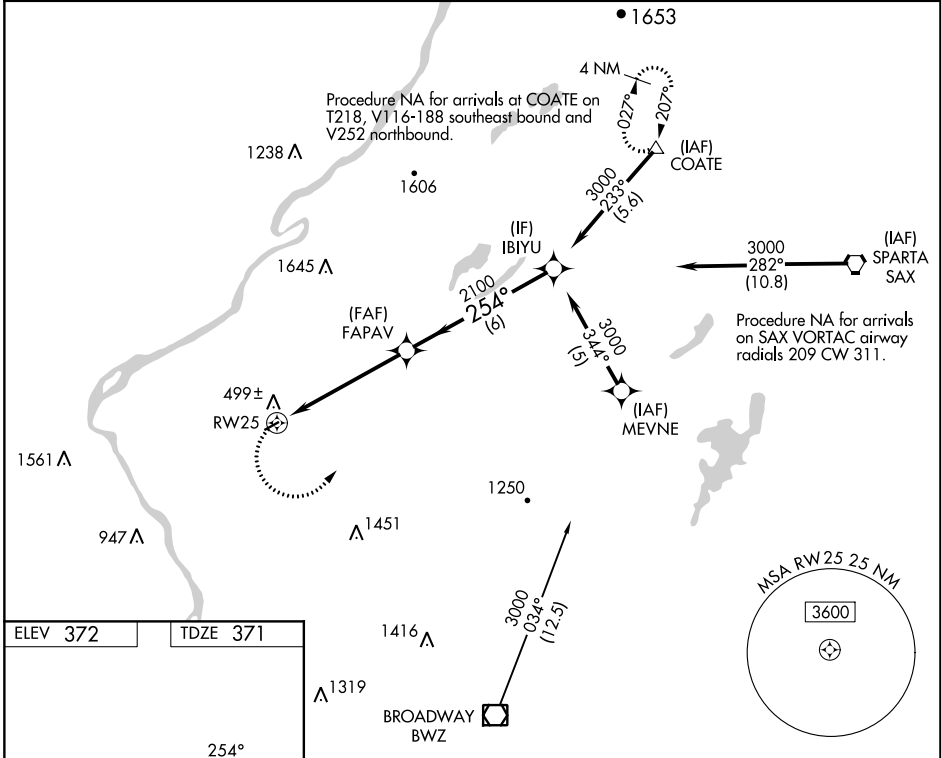 1653
4 NM
027°
207°
Procedure NA for arrivals at COATE on
T218, V116-188 southeast bound and
V252 northbound.
(IAF)
COATE
1238
1606
3000
233°
(5.6)
(IF)
IBIYU
3000
282°
(10.8)
(IAF)
SPARTA
SAX
1645
2100
254°
(6)
(FAF)
FAPAV
3000
344°
(5)
Procedure NA for arrivals
on SAX VORTAC airway
radials 209 CW 311.
499±
RW25
(IAF)
MEVNE
1561
1250
947
1451
MSA RW25 25 NM
3600
3000
034°
(12.5)
ELEV 372
TDZE 371
1416
1319
BROADWAY
BWZ
254°